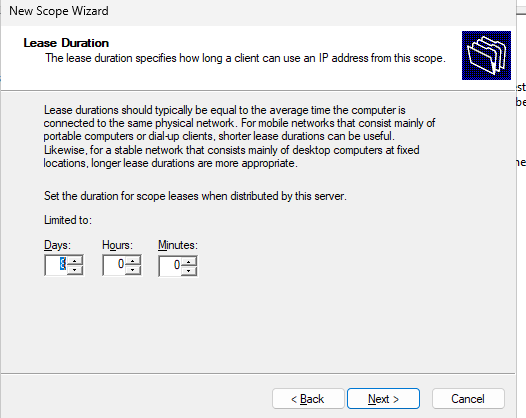 New Scope Wizard
Lease Duration
The lease duration specifies how long a client can use an IP address from this scope.
Lease durations should typically be equal to the average time the computer is
connected to the same physical network. For mobile networks that consist mainly of
portable computers or dial-up clients, shorter lease durations can be useful.
Likewise, for a stable network that consists mainly of desktop computers at fixed
locations, longer lease durations are more appropriate.
Set the duration for scope leases when distributed by this server.
Limited to:
Days: Hours: Minutes:
0 0
< Back Next > Cancel